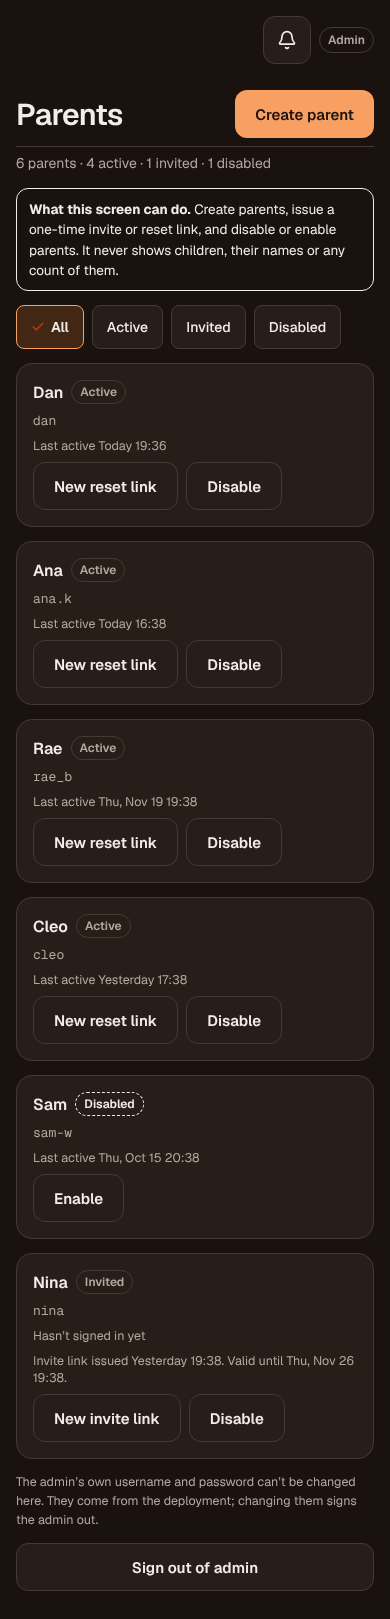 Admin
Parents
Create parent
6 parents · 4 active · 1 invited · 1 disabled
What this screen can do. Create parents, issue a
one-time invite or reset link, and disable or enable
parents. It never shows children, their names or any
count of them.
All
Active
Invited
Disabled
Dan Active
dan
Last active Today 19:36
New reset link
Disable
Ana Active
ana.k
Last active Today 16:38
New reset link
Disable
Rae Active
rae_b
Last active Thu, Nov 19 19:38
New reset link
Disable
Cleo Active
cleo
Last active Yesterday 17:38
New reset link
Disable
Sam Disabled
sam-w
Last active Thu, Oct 15 20:38
Enable
Nina Invited
nina
Hasn't signed in yet
Invite link issued Yesterday 19:38. Valid until Thu, Nov 26
19:38.
New invite link
Disable
The admin's own username and password can't be changed
here. They come from the deployment; changing them signs
the admin out.
Sign out of admin